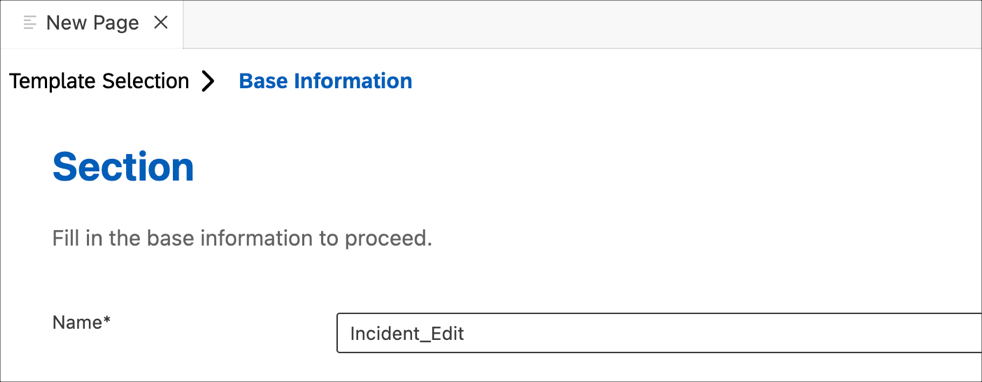 New Page
Template Selection Base Information
Section
Fill in the base information to proceed.
Name* Incident_Edit